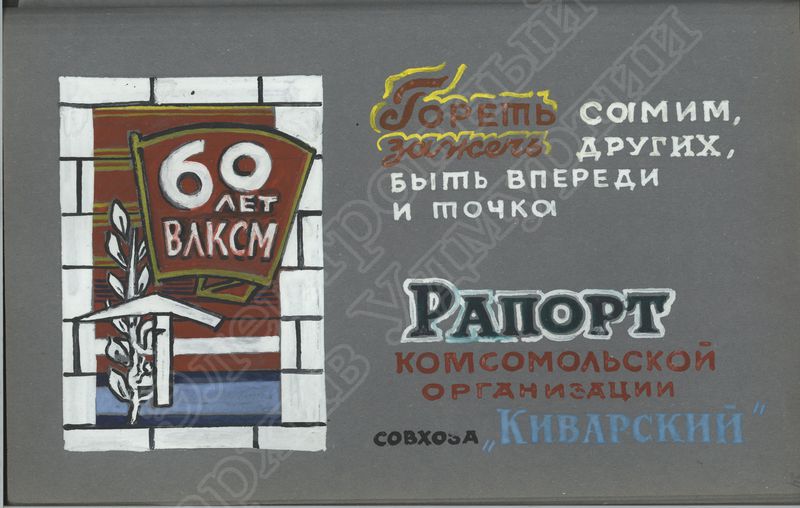 60
ЛЕТ
ВЛКСМ
Гореть самим,
зажечь других,
быть впереди
и точка
Рапорт
комсомольской
организации
совхоза „Киварский"